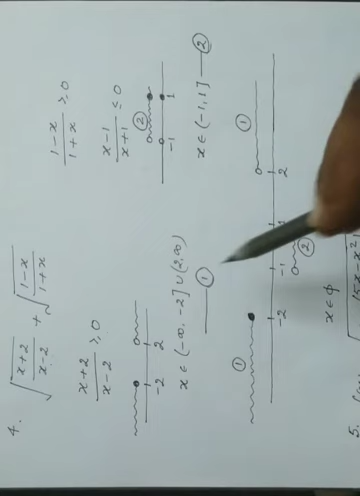 4. √((x+2)/(x-2)) + √((1-x)/(1+x))
(x+2)/(x-2) ≥ 0
-2 2
x ∈ (-∞, -2] ∪ (2, ∞)
—— ①
(1-x)/(1+x) ≥ 0
(x-1)/(x+1) ≤ 0
②
-1 1
x ∈ (-1, 1] — ②
① ①
-2 -1 2
②
x ∈ ϕ
5.